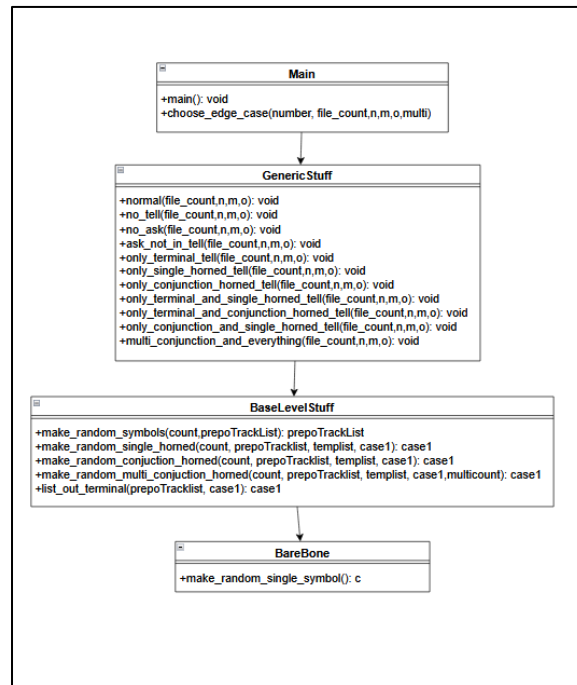 Main
+main(): void
+choose_edge_case(number, file_count,n,m,o,multi)
GenericStuff
+normal(file_count,n,m,o): void
+no_tell(file_count,n,m,o): void
+no_ask(file_count,n,m,o): void
+ask_not_in_tell(file_count,n,m,o): void
+only_terminal_tell(file_count,n,m,o): void
+only_single_horned_tell(file_count,n,m,o): void
+only_conjunction_horned_tell(file_count,n,m,o): void
+only_terminal_and_single_horned_tell(file_count,n,m,o): void
+only_terminal_and_conjunction_horned_tell(file_count,n,m,o): void
+only_conjunction_and_single_horned_tell(file_count,n,m,o): void
+multi_conjunction_and_everything(file_count,n,m,o): void
BaseLevelStuff
+make_random_symbols(count,prepoTrackList): prepoTrackList
+make_random_single_horned(count, prepoTracklist, templist, case1): case1
+make_random_conjuction_horned(count, prepoTracklist, templist, case1): case1
+make_random_multi_conjuction_horned(count, prepoTracklist, templist, case1,multicount): case1
+list_out_terminal(prepoTracklist, case1): case1
BareBone
+make_random_single_symbol(): c